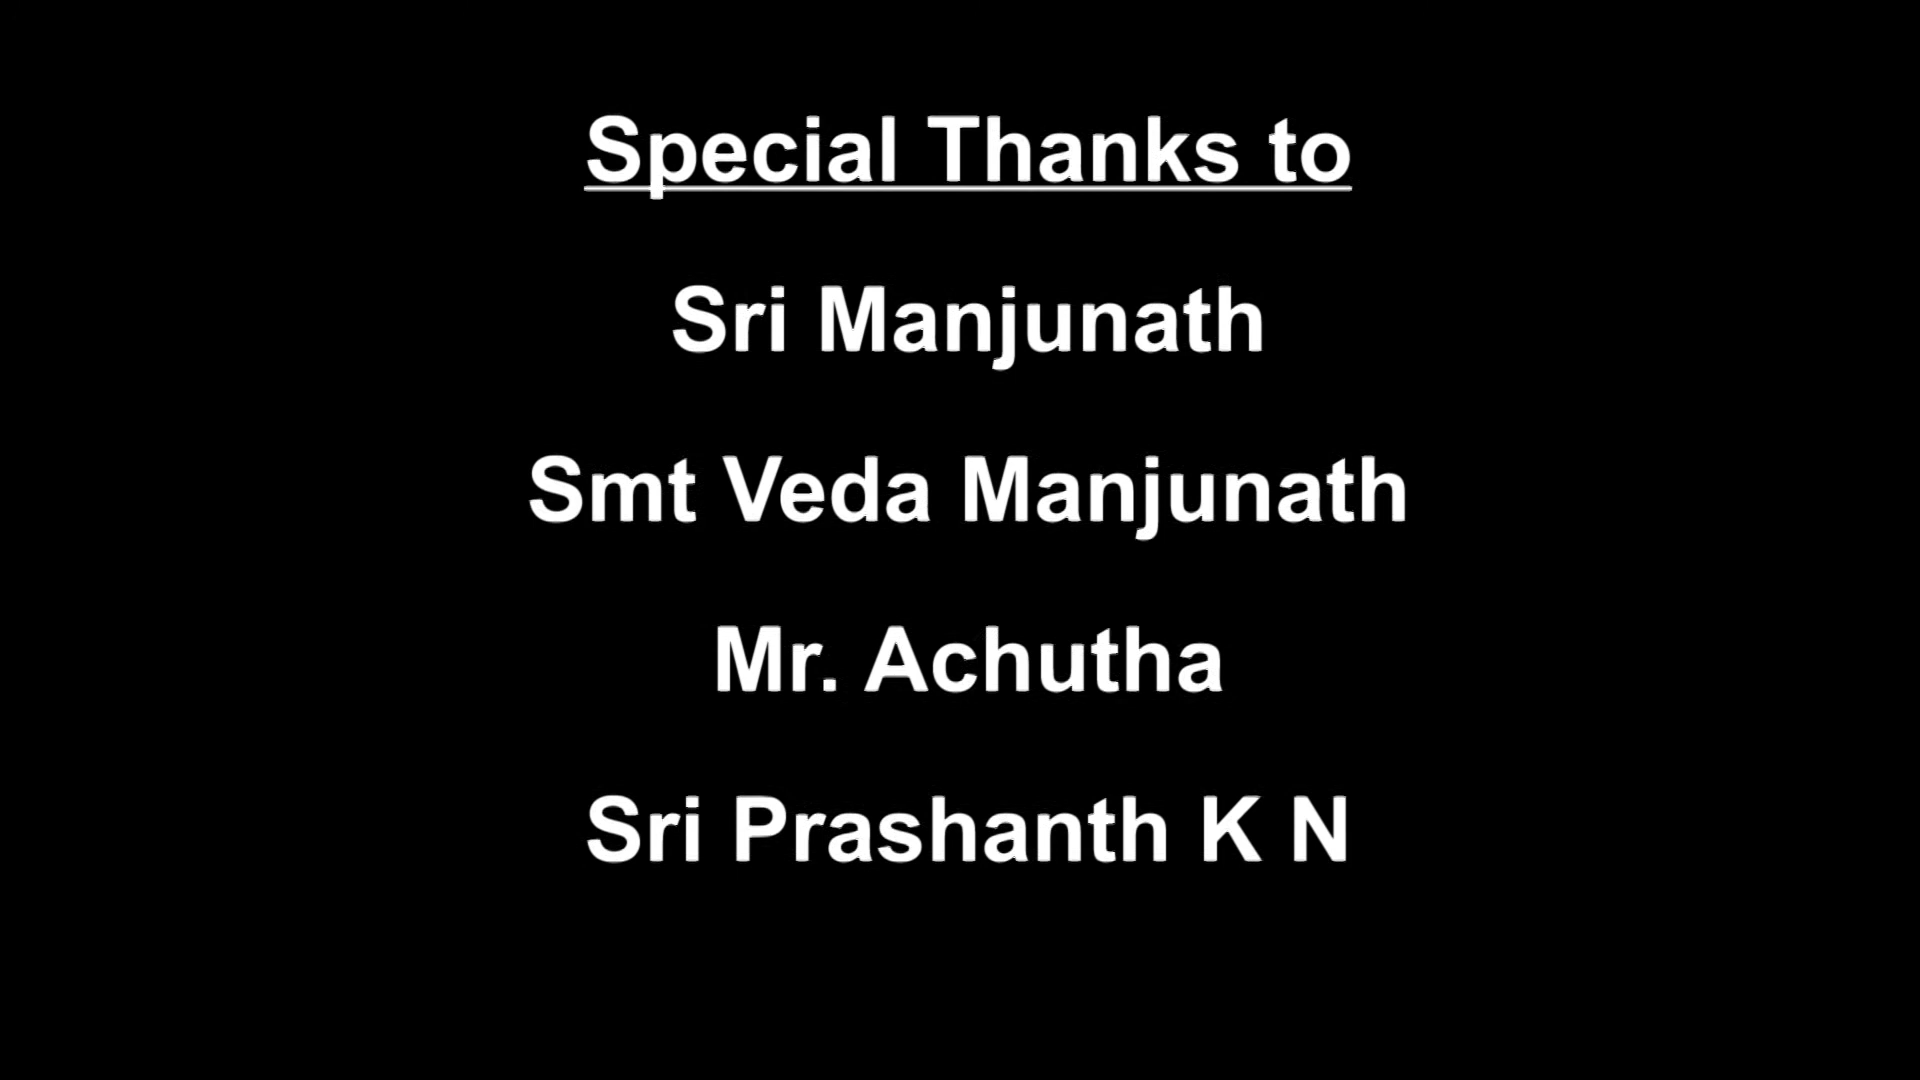 Special Thanks to
Sri Manjunath
Smt Veda Manjunath
Mr. Achutha
Sri Prashanth K N